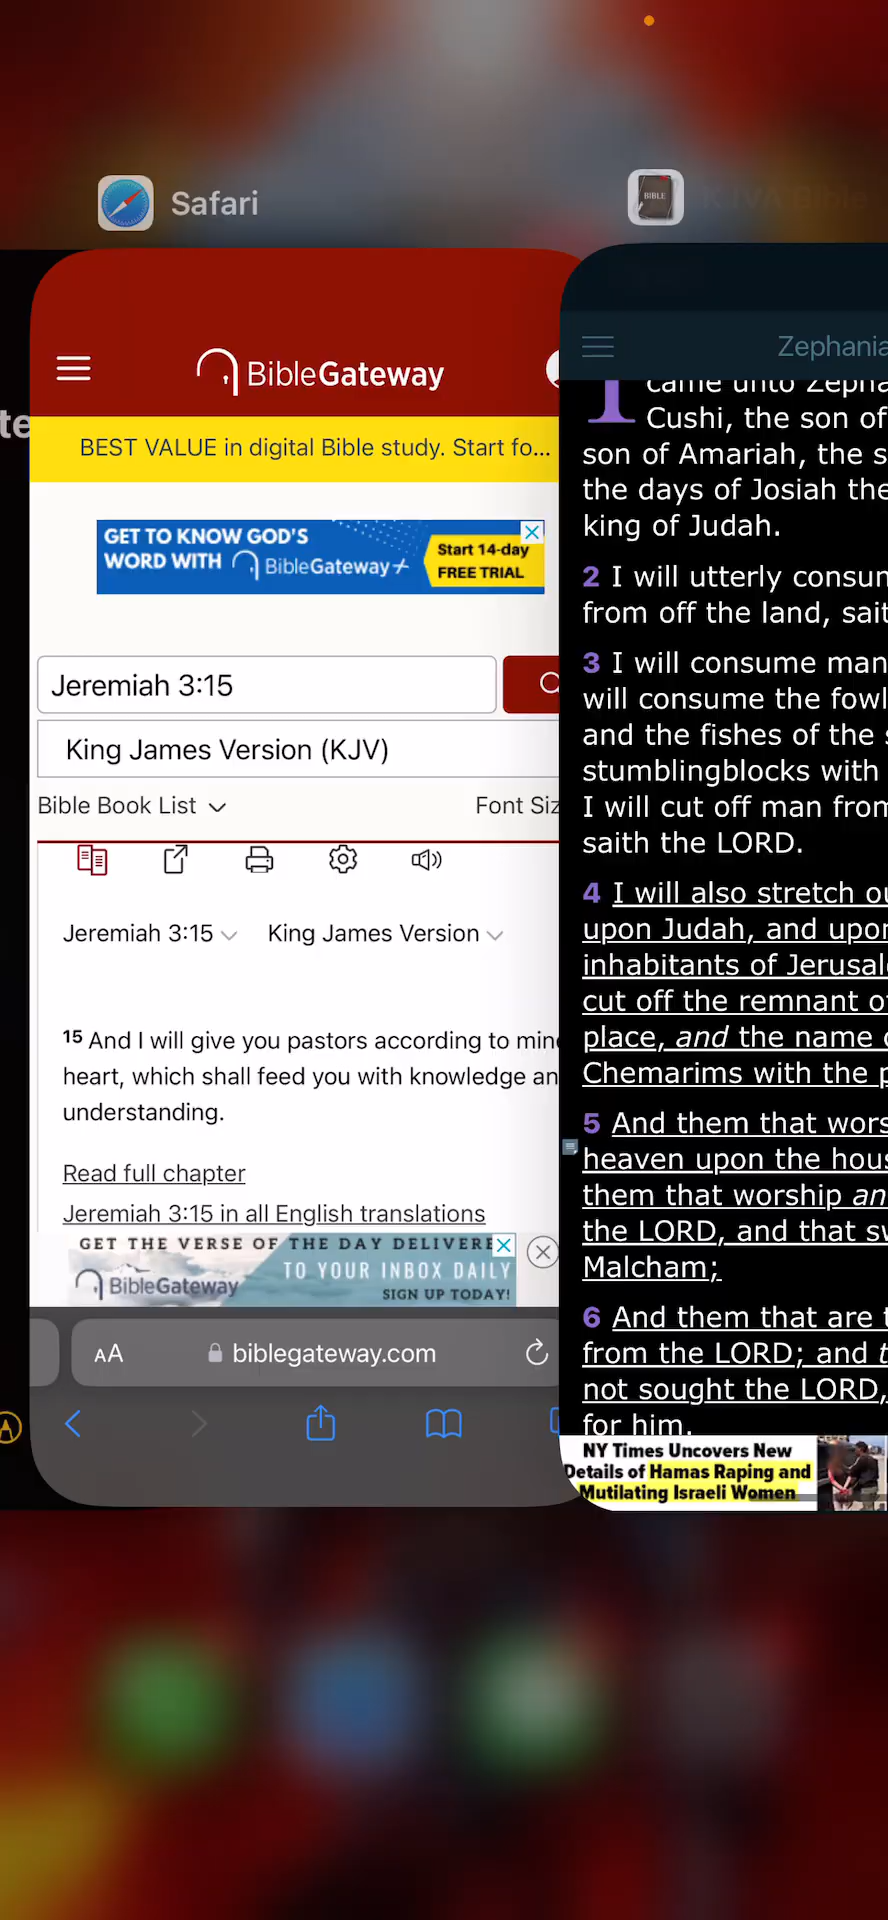 Safari
BIBLE
KJVA Bible
te
BibleGateway
BEST VALUE in digital Bible study. Start fo...
GET TO KNOW GOD'S
WORD WITH BibleGateway+
Start 14-day
FREE TRIAL
Jeremiah 3:15
King James Version (KJV)
Bible Book List
Font Siz
Jeremiah 3:15 King James Version
15 And I will give you pastors according to min
heart, which shall feed you with knowledge an
understanding.
Read full chapter
Jeremiah 3:15 in all English translations
GET THE VERSE OF THE DAY DELIVERE
BibleGateway
TO YOUR INBOX DAILY
SIGN UP TODAY!
AA
biblegateway.com
Zephania
came unto Zepha
Cushi, the son of
son of Amariah, the s
the days of Josiah the
king of Judah.
2 I will utterly consun
from off the land, sait
3 I will consume man
will consume the fowl
and the fishes of the s
stumblingblocks with
I will cut off man from
saith the LORD.
4 I will also stretch ou
upon Judah, and upon
inhabitants of Jerusale
cut off the remnant of
place, and the name o
Chemarims with the p
5 And them that wors
heaven upon the hous
them that worship an
the LORD, and that sw
Malcham;
6 And them that are t
from the LORD; and t
not sought the LORD,
for him.
NY Times Uncovers New
Details of Hamas Raping and
Mutilating Israeli Women